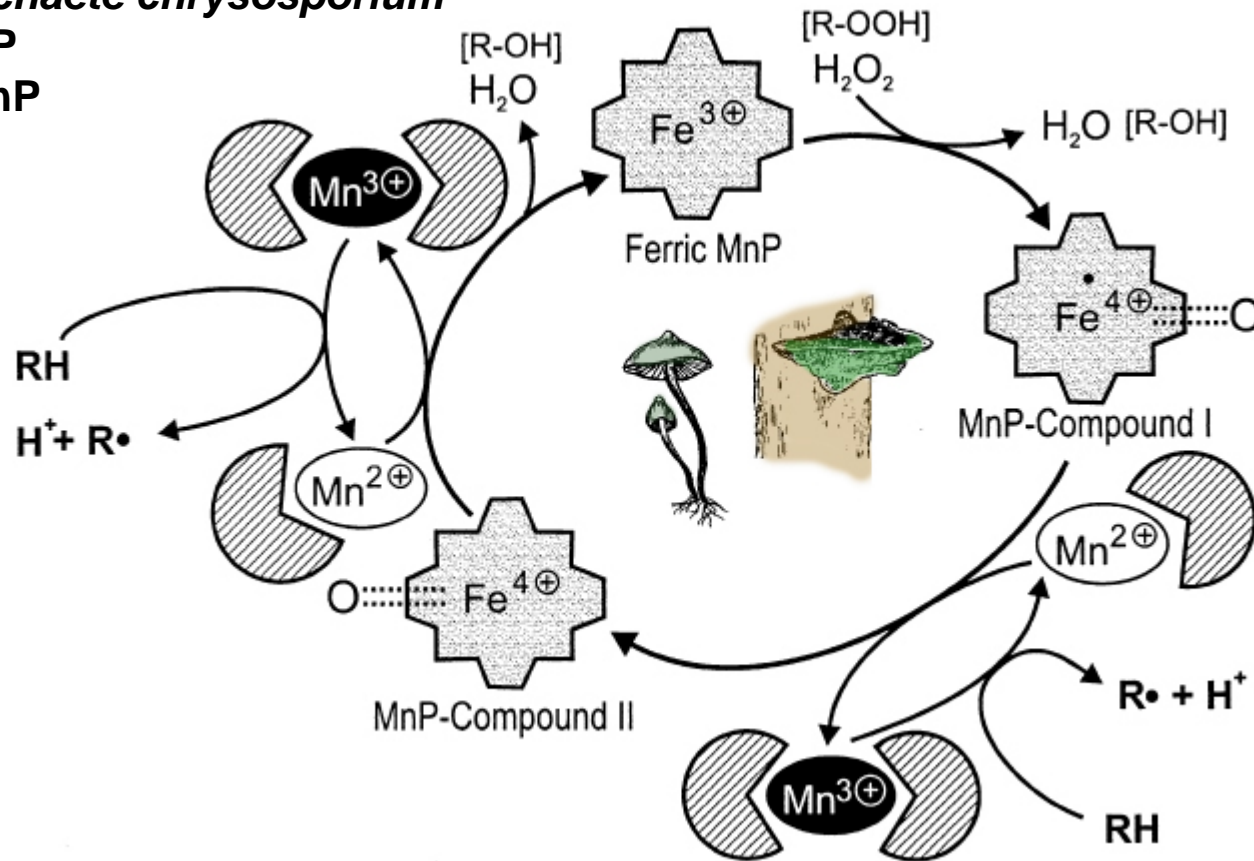 chrysosporium
[R-OH]
H₂O
[R-OOH]
H₂O₂
Fe³⊕
H₂O [R-OH]
Mn³⊕
Ferric MnP
Fe⁴⊕
O
RH
MnP-Compound I
H⁺+ R•
Mn²⊕
Mn²⊕
O
Fe⁴⊕
MnP-Compound II
R• + H⁺
Mn³⊕
RH